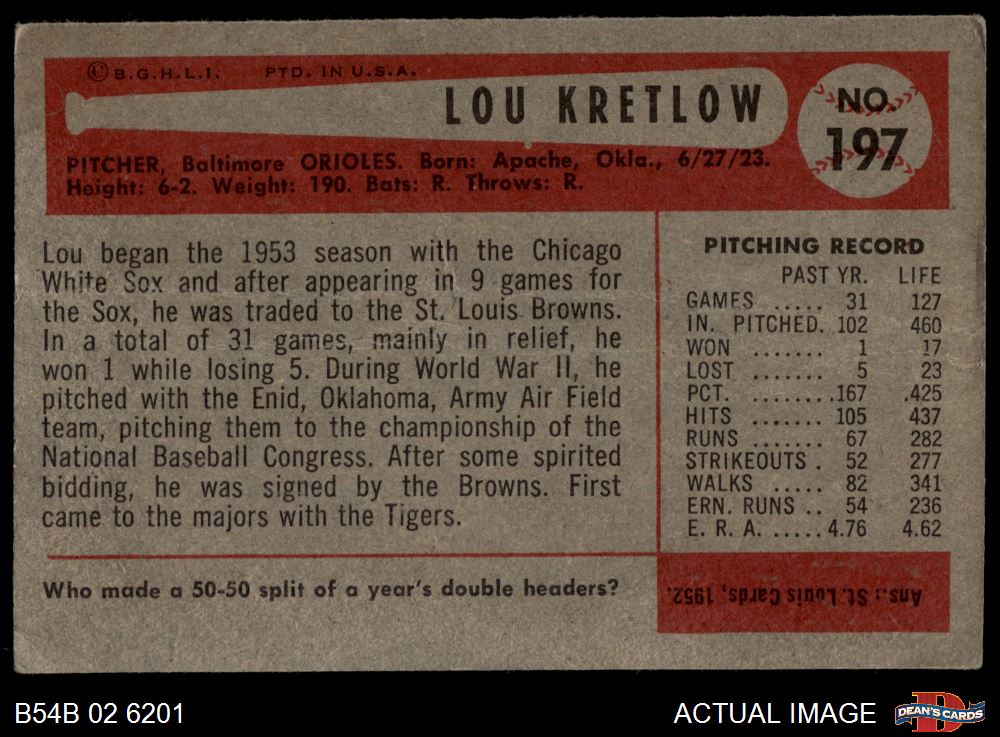 ©B.G.H.L.I. PTD. IN U.S.A.
LOU KRETLOW
NO.
197
PITCHER, Baltimore ORIOLES. Born: Apache, Okla., 6/27/23.
Height: 6-2. Weight: 190. Bats: R. Throws: R.
Lou began the 1953 season with the Chicago
White Sox and after appearing in 9 games for
the Sox, he was traded to the St. Louis Browns.
In a total of 31 games, mainly in relief, he
won 1 while losing 5. During World War II, he
pitched with the Enid, Oklahoma, Army Air Field
team, pitching them to the championship of the
National Baseball Congress. After some spirited
bidding, he was signed by the Browns. First
came to the majors with the Tigers.
PITCHING RECORD
PAST YR. LIFE
GAMES ..... 31 127
IN. PITCHED. 102 460
WON ....... 1 17
LOST ....... 5 23
PCT. ........167 .425
HITS ....... 105 437
RUNS ....... 67 282
STRIKEOUTS . 52 277
WALKS ..... 82 341
ERN. RUNS .. 54 236
E. R. A. .....4.76 4.62
Who made a 50-50 split of a year's double headers?
Ans.: St. Louis Cards, 1952.
B54B 02 6201
ACTUAL IMAGE
D
DEAN'S CARDS